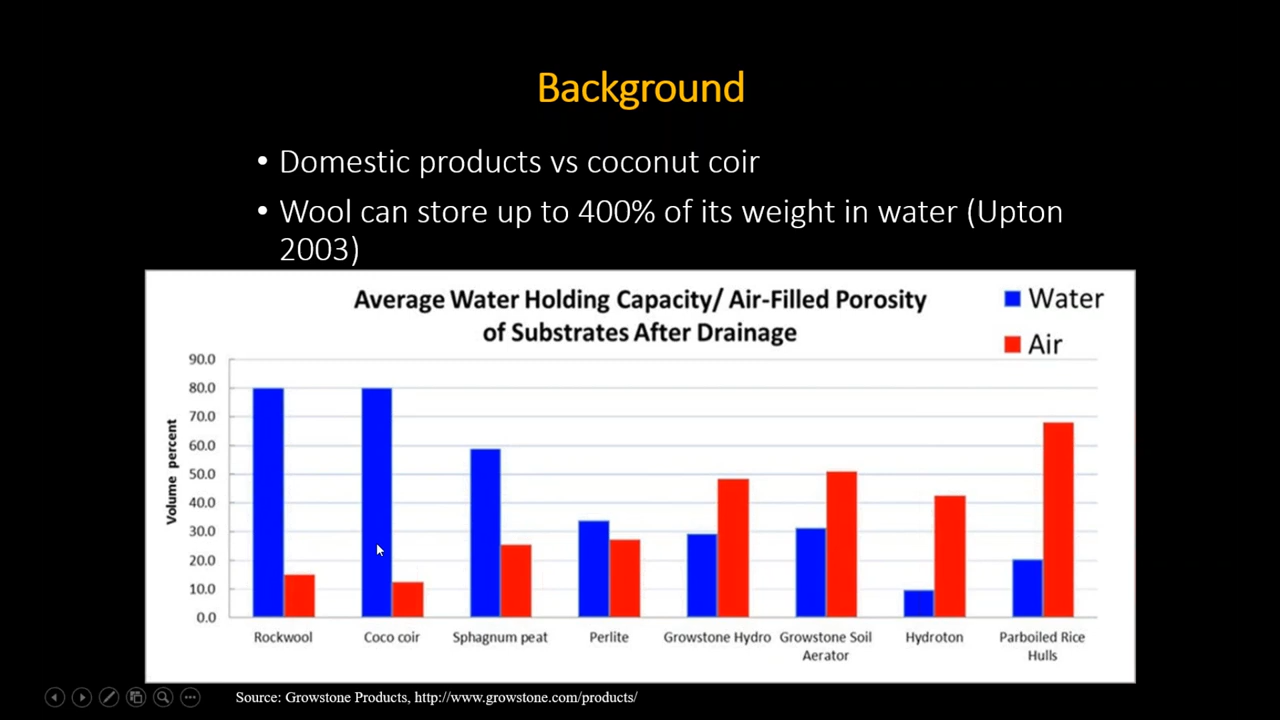 Background
• Domestic products vs coconut coir
• Wool can store up to 400% of its weight in water (Upton
2003)
Average Water Holding Capacity/ Air-Filled Porosity
of Substrates After Drainage
Water
Air
Volume percent
90.0
80.0
70.0
60.0
50.0
40.0
30.0
20.0
10.0
0.0
Rockwool
Coco coir
Sphagnum peat
Perlite
Growstone Hydro
Growstone Soil
Aerator
Hydroton
Parboiled Rice
Hulls
Source: Growstone Products, http://www.growstone.com/products/